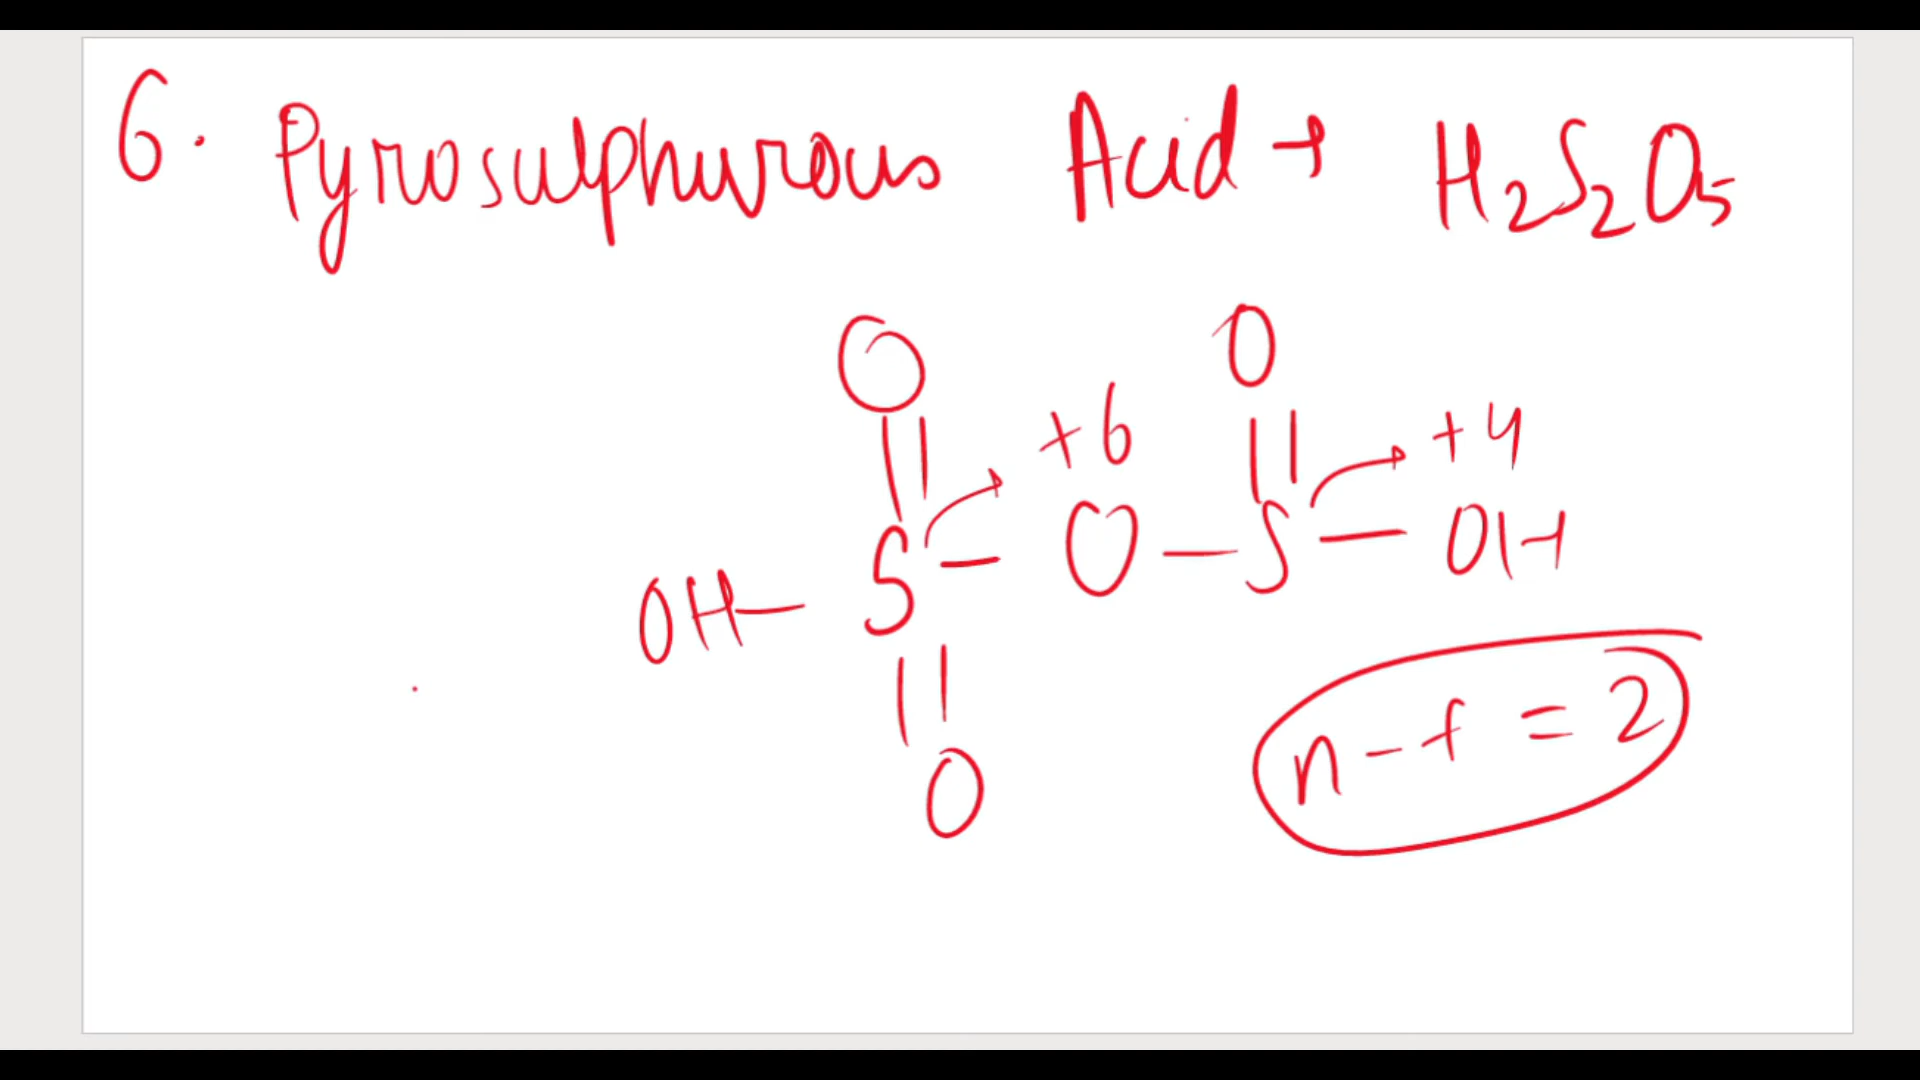 6. Pyrosulphurous Acid → H₂S₂O₅
O O
+6 +4
OH — S — O — S — OH
O
n-f = 2